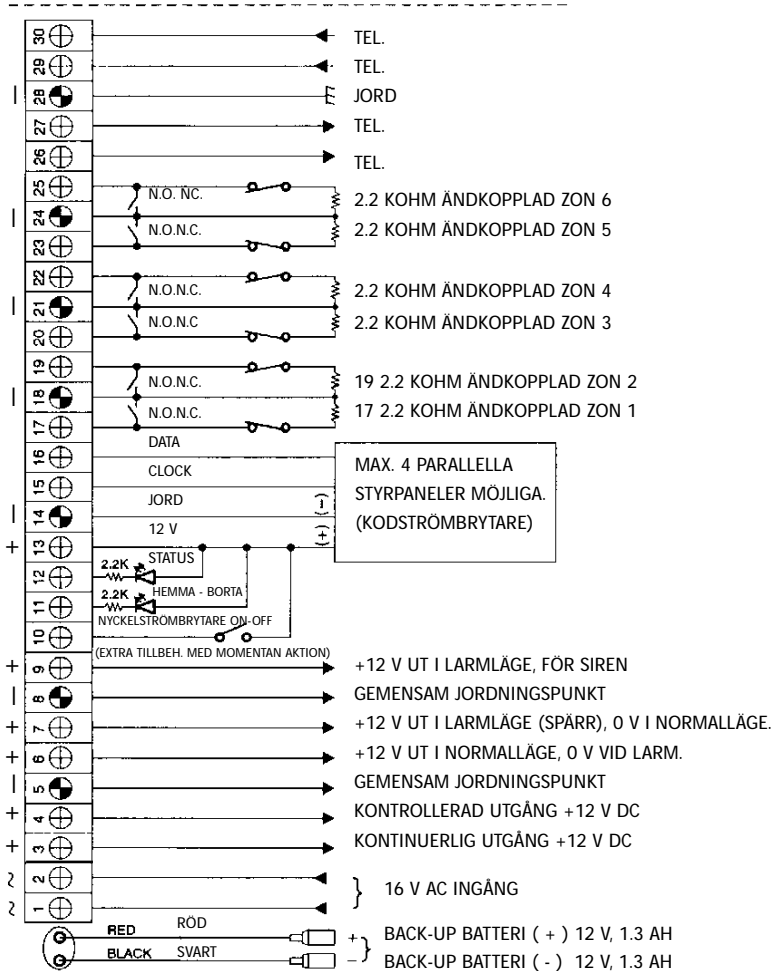 30 TEL.
29 TEL.
28 JORD
27 TEL.
26 TEL.
25
N.O. NC. 2.2 KOHM ÄNDKOPPLAD ZON 6
24
N.O.N.C. 2.2 KOHM ÄNDKOPPLAD ZON 5
23
22
N.O.N.C. 2.2 KOHM ÄNDKOPPLAD ZON 4
21
N.O.N.C 2.2 KOHM ÄNDKOPPLAD ZON 3
20
19
N.O.N.C. 19 2.2 KOHM ÄNDKOPPLAD ZON 2
18
N.O.N.C. 17 2.2 KOHM ÄNDKOPPLAD ZON 1
17
DATA
16
CLOCK
15
JORD (-)
14
12 V (+)
MAX. 4 PARALLELLA
STYRPANELER MÖJLIGA.
(KODSTRÖMBRYTARE)
+ 13
2.2K STATUS
12
2.2K HEMMA - BORTA
11
NYCKELSTRÖMBRYTARE ON-OFF
10
(EXTRA TILLBEH. MED MOMENTAN AKTION)
+ 9 +12 V UT I LARMLÄGE, FÖR SIREN
8 GEMENSAM JORDNINGSPUNKT
+ 7 +12 V UT I LARMLÄGE (SPÄRR), 0 V I NORMALLÄGE.
+ 6 +12 V UT I NORMALLÄGE, 0 V VID LARM.
5 GEMENSAM JORDNINGSPUNKT
+ 4 KONTROLLERAD UTGÅNG +12 V DC
+ 3 KONTINUERLIG UTGÅNG +12 V DC
~ 2
16 V AC INGÅNG
~ 1
RED RÖD + BACK-UP BATTERI ( + ) 12 V, 1.3 AH
BLACK SVART - BACK-UP BATTERI ( - ) 12 V, 1.3 AH